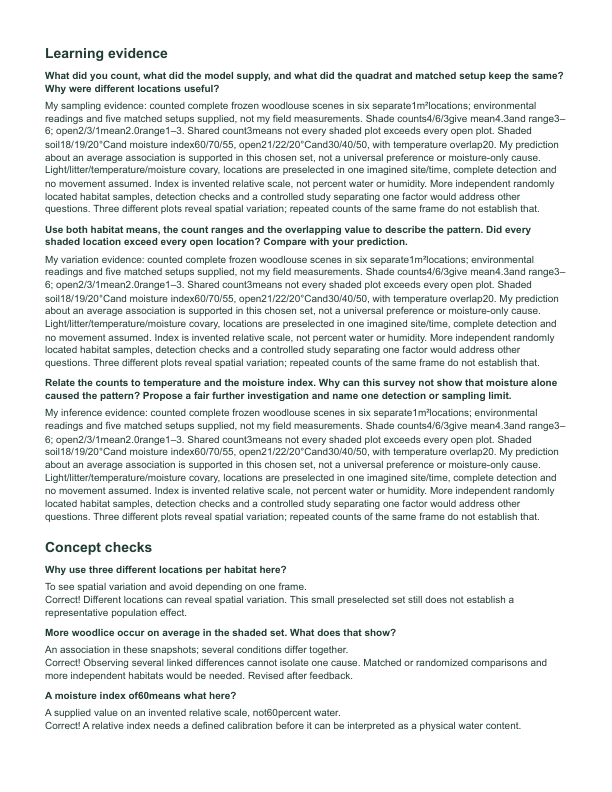 Learning evidence
What did you count, what did the model supply, and what did the quadrat and matched setup keep the same?
Why were different locations useful?
My sampling evidence: counted complete frozen woodlouse scenes in six separate1m²locations; environmental
readings and five matched setups supplied, not my field measurements. Shade counts4/6/3give mean4.3and range3–
6; open2/3/1mean2.0range1–3. Shared count3means not every shaded plot exceeds every open plot. Shaded
soil18/19/20°Cand moisture index60/70/55, open21/22/20°Cand30/40/50, with temperature overlap20. My prediction
about an average association is supported in this chosen set, not a universal preference or moisture-only cause.
Light/litter/temperature/moisture covary, locations are preselected in one imagined site/time, complete detection and
no movement assumed. Index is invented relative scale, not percent water or humidity. More independent randomly
located habitat samples, detection checks and a controlled study separating one factor would address other
questions. Three different plots reveal spatial variation; repeated counts of the same frame do not establish that.
Use both habitat means, the count ranges and the overlapping value to describe the pattern. Did every
shaded location exceed every open location? Compare with your prediction.
My variation evidence: counted complete frozen woodlouse scenes in six separate1m²locations; environmental
readings and five matched setups supplied, not my field measurements. Shade counts4/6/3give mean4.3and range3–
6; open2/3/1mean2.0range1–3. Shared count3means not every shaded plot exceeds every open plot. Shaded
soil18/19/20°Cand moisture index60/70/55, open21/22/20°Cand30/40/50, with temperature overlap20. My prediction
about an average association is supported in this chosen set, not a universal preference or moisture-only cause.
Light/litter/temperature/moisture covary, locations are preselected in one imagined site/time, complete detection and
no movement assumed. Index is invented relative scale, not percent water or humidity. More independent randomly
located habitat samples, detection checks and a controlled study separating one factor would address other
questions. Three different plots reveal spatial variation; repeated counts of the same frame do not establish that.
Relate the counts to temperature and the moisture index. Why can this survey not show that moisture alone
caused the pattern? Propose a fair further investigation and name one detection or sampling limit.
My inference evidence: counted complete frozen woodlouse scenes in six separate1m²locations; environmental
readings and five matched setups supplied, not my field measurements. Shade counts4/6/3give mean4.3and range3–
6; open2/3/1mean2.0range1–3. Shared count3means not every shaded plot exceeds every open plot. Shaded
soil18/19/20°Cand moisture index60/70/55, open21/22/20°Cand30/40/50, with temperature overlap20. My prediction
about an average association is supported in this chosen set, not a universal preference or moisture-only cause.
Light/litter/temperature/moisture covary, locations are preselected in one imagined site/time, complete detection and
no movement assumed. Index is invented relative scale, not percent water or humidity. More independent randomly
located habitat samples, detection checks and a controlled study separating one factor would address other
questions. Three different plots reveal spatial variation; repeated counts of the same frame do not establish that.
Concept checks
Why use three different locations per habitat here?
To see spatial variation and avoid depending on one frame.
Correct! Different locations can reveal spatial variation. This small preselected set still does not establish a
representative population effect.
More woodlice occur on average in the shaded set. What does that show?
An association in these snapshots; several conditions differ together.
Correct! Observing several linked differences cannot isolate one cause. Matched or randomized comparisons and
more independent habitats would be needed. Revised after feedback.
A moisture index of60means what here?
A supplied value on an invented relative scale, not60percent water.
Correct! A relative index needs a defined calibration before it can be interpreted as a physical water content.